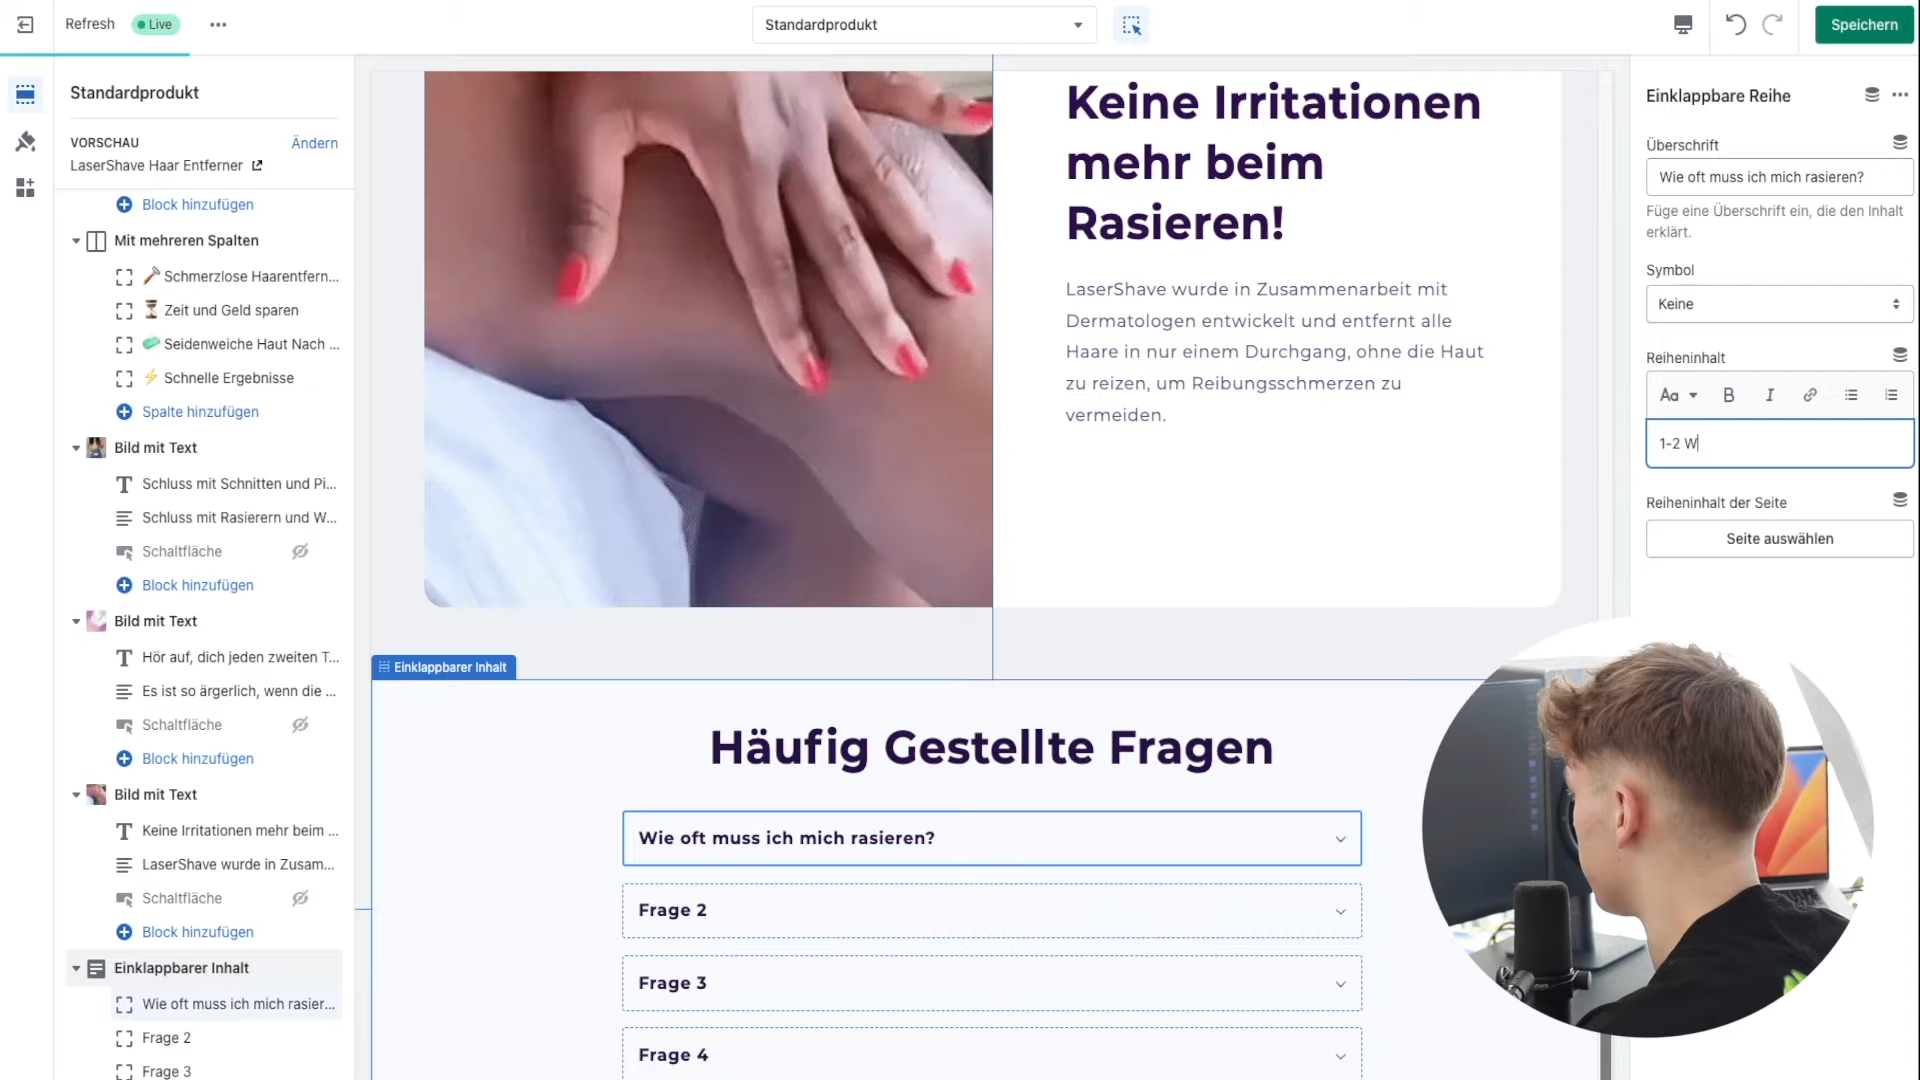 Refresh
Live
Standardprodukt
Speichern
Standardprodukt
VORSCHAU
Ändern
LaserShave Haar Entferner
Block hinzufügen
Mit mehreren Spalten
Schmerzlose Haarentfern...
Zeit und Geld sparen
Seidenweiche Haut Nach ...
Schnelle Ergebnisse
Spalte hinzufügen
Bild mit Text
Schluss mit Schnitten und Pi...
Schluss mit Rasierern und W...
Schaltfläche
Block hinzufügen
Bild mit Text
Hör auf, dich jeden zweiten T...
Es ist so ärgerlich, wenn die ...
Schaltfläche
Block hinzufügen
Bild mit Text
Keine Irritationen mehr beim ...
LaserShave wurde in Zusam...
Schaltfläche
Block hinzufügen
Einklappbarer Inhalt
Wie oft muss ich mich rasier...
Frage 2
Frage 3
Keine Irritationen
mehr beim
Rasieren!
LaserShave wurde in Zusammenarbeit mit
Dermatologen entwickelt und entfernt alle
Haare in nur einem Durchgang, ohne die Haut
zu reizen, um Reibungsschmerzen zu
vermeiden.
Einklappbarer Inhalt
Häufig Gestellte Fragen
Wie oft muss ich mich rasieren?
Frage 2
Frage 3
Frage 4
Einklappbare Reihe
Überschrift
Wie oft muss ich mich rasieren?
Füge eine Überschrift ein, die den Inhalt
erklärt.
Symbol
Keine
Reiheninhalt
Aa B I
1-2 W
Reiheninhalt der Seite
Seite auswählen